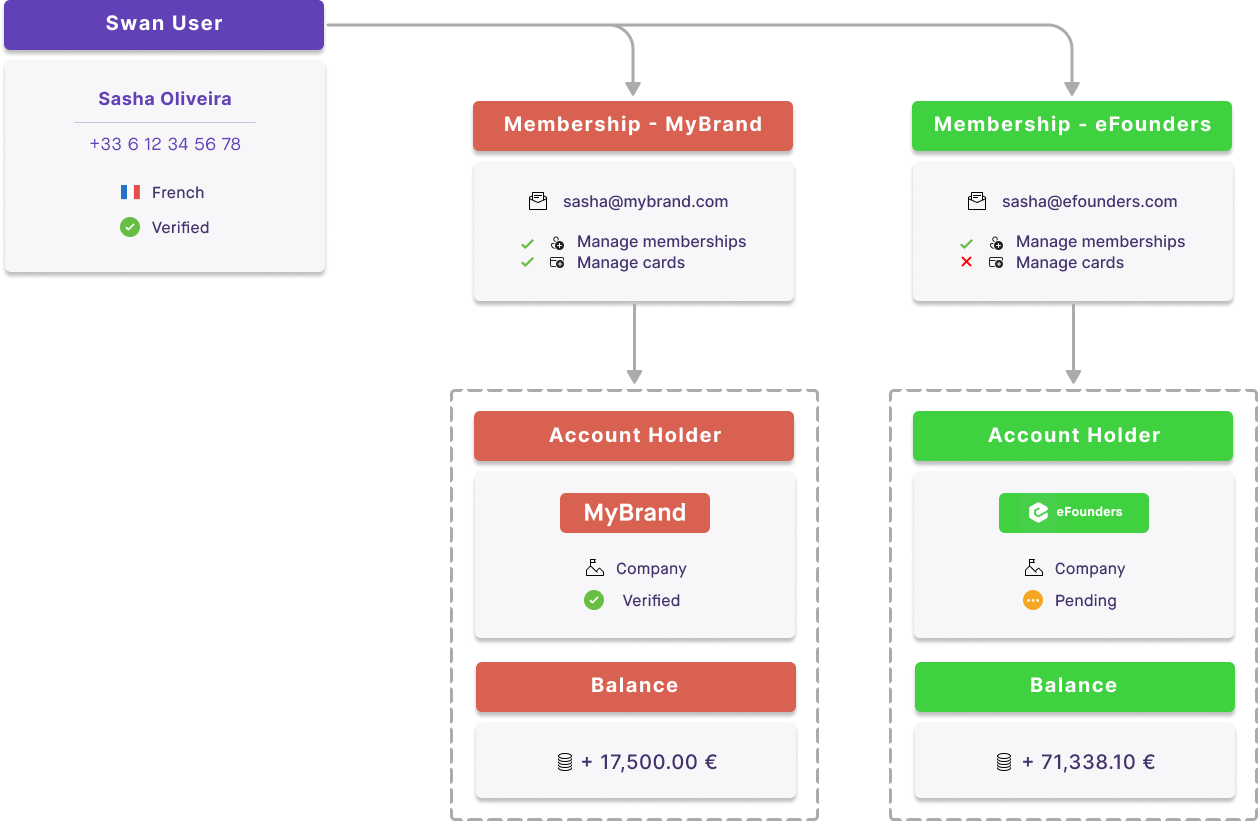 Swan User
Sasha Oliveira
+33 6 12 34 56 78
French
Verified
Membership - MyBrand
sasha@mybrand.com
Manage memberships
Manage cards
Account Holder
MyBrand
Company
Verified
Balance
+ 17,500.00 €
Membership - eFounders
sasha@efounders.com
Manage memberships
Manage cards
Account Holder
eFounders
Company
Pending
Balance
+ 71,338.10 €